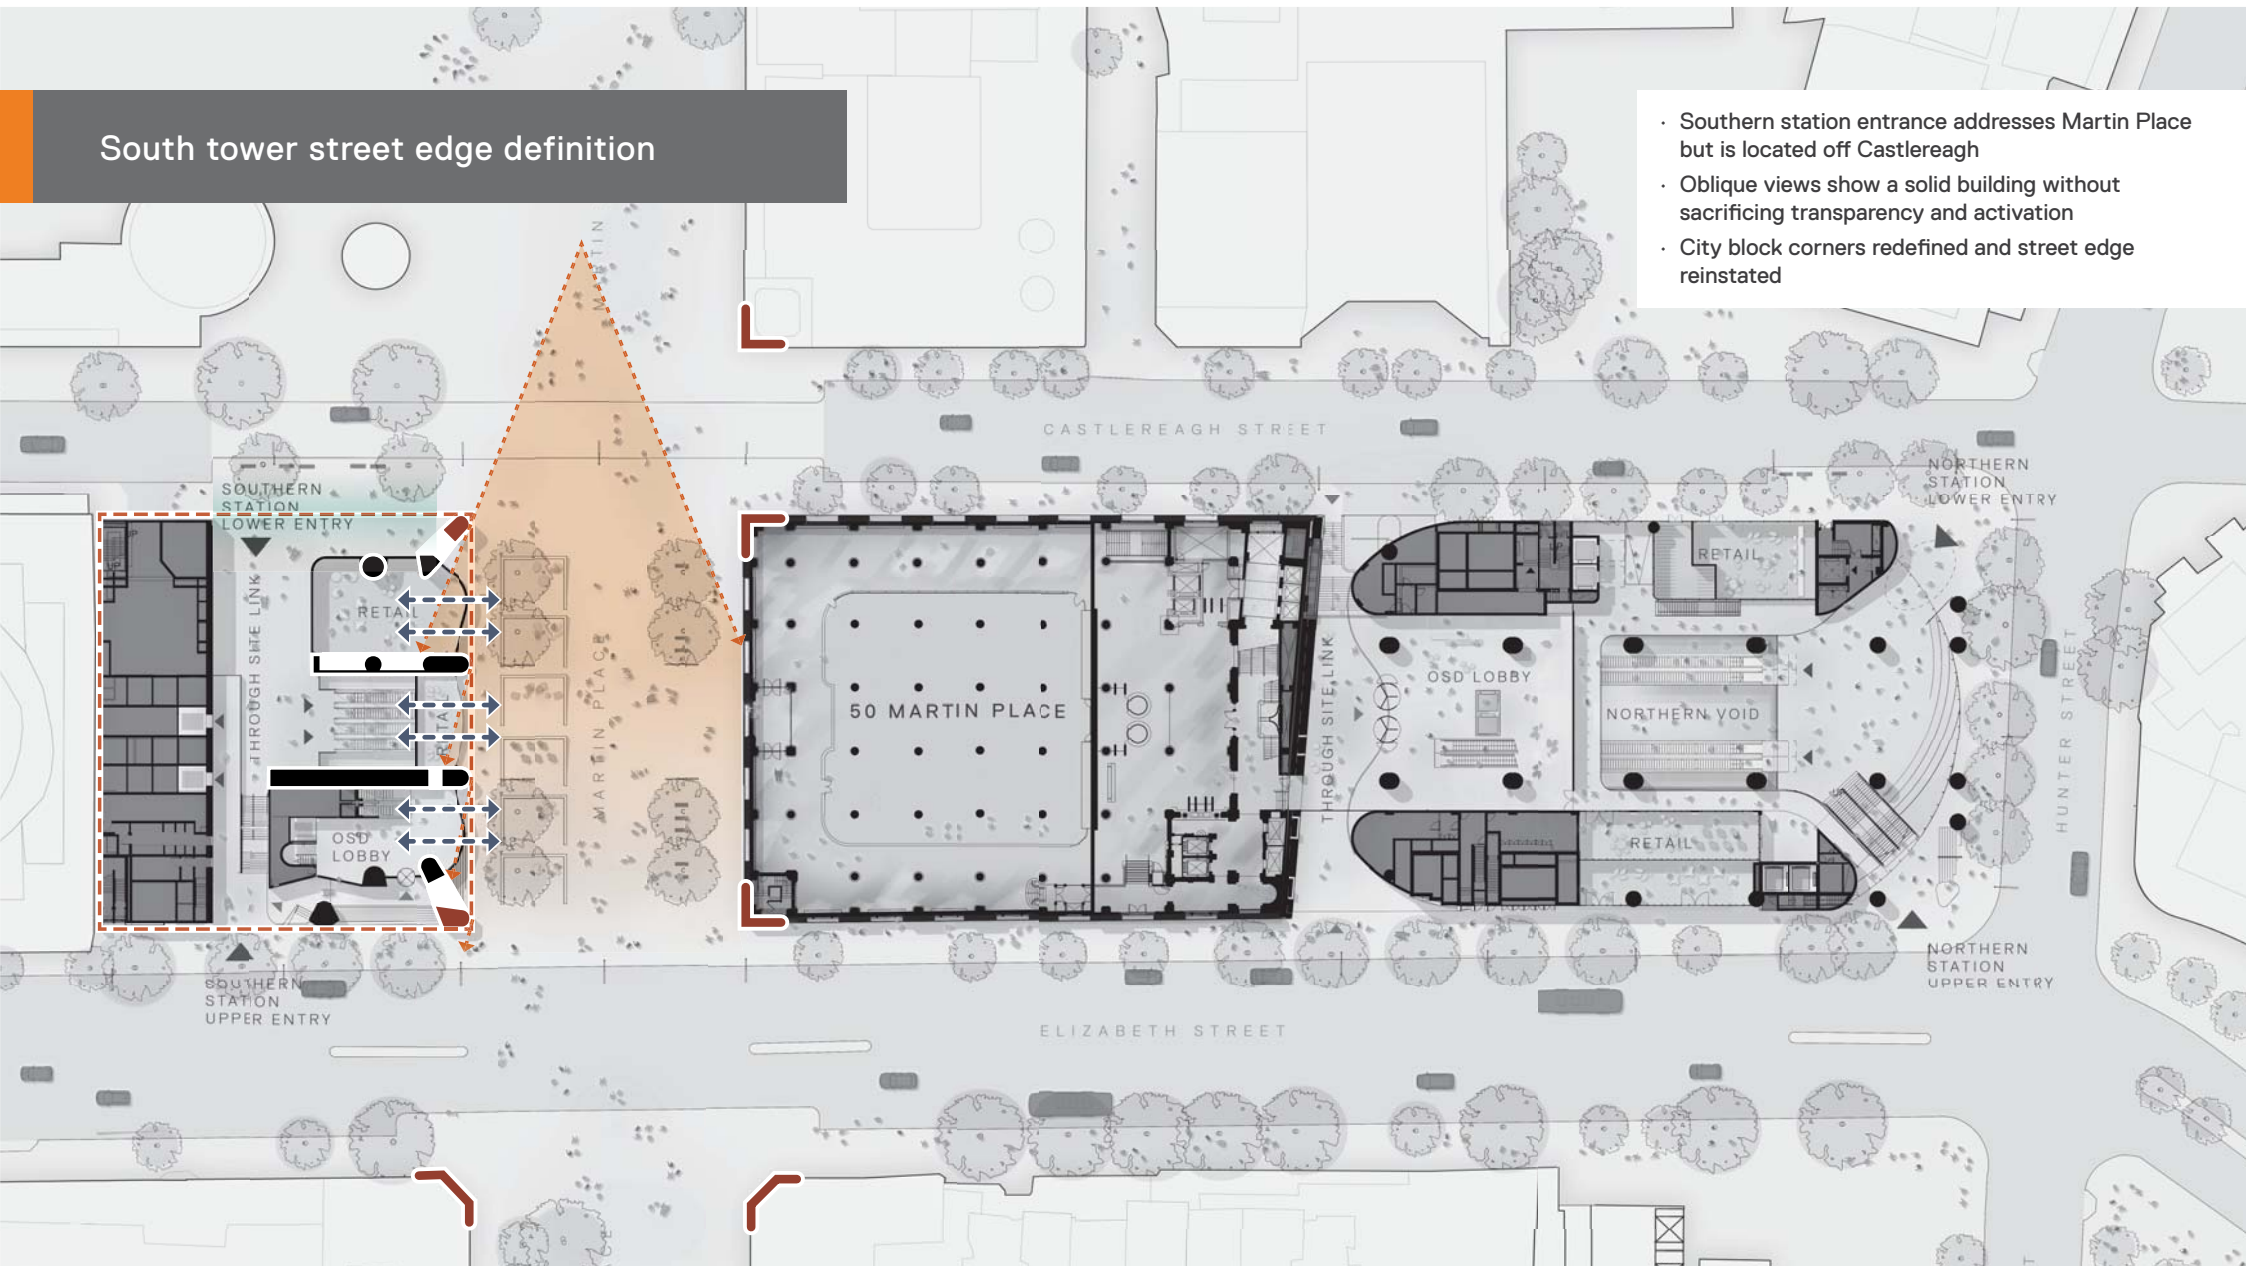 South tower street edge definition
· Southern station entrance addresses Martin Place
but is located off Castlereagh
· Oblique views show a solid building without
sacrificing transparency and activation
· City block corners redefined and street edge
reinstated
MARTIN
CASTLEREAGH STREET
SOUTHERN
STATION
LOWER ENTRY
NORTHERN
STATION
LOWER ENTRY
RETAIL
RETAIL
THROUGH SITE LINK
MARTIN PLACE
50 MARTIN PLACE
THROUGH SITE LINK
OSD LOBBY
NORTHERN VOID
HUNTER STREET
OSD
LOBBY
RETAIL
SOUTHERN
STATION
UPPER ENTRY
NORTHERN
STATION
UPPER ENTRY
ELIZABETH STREET